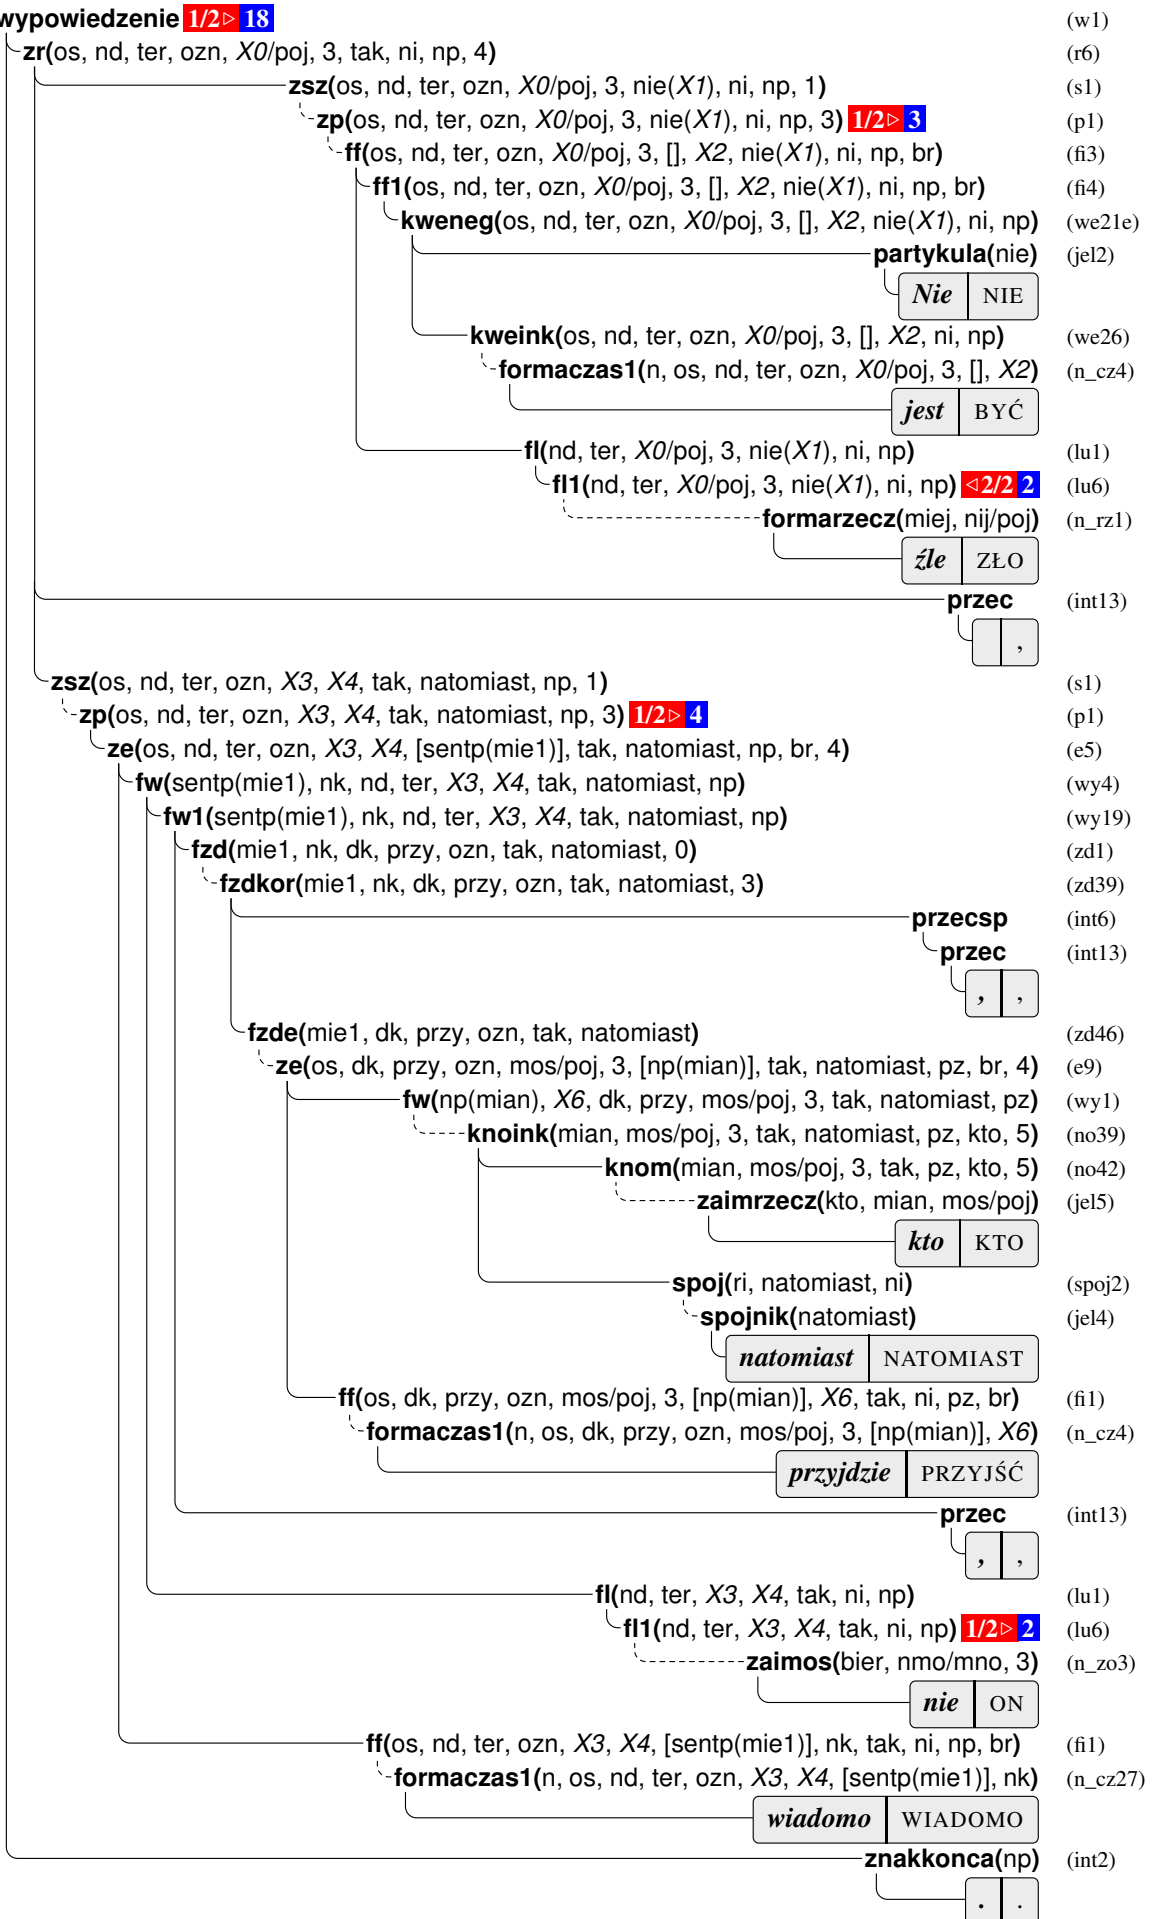 wypowiedzenie 1/2▷ 18 (w1)
zr(os, nd, ter, ozn, X0/poj, 3, tak, ni, np, 4) (r6)
zsz(os, nd, ter, ozn, X0/poj, 3, nie(X1), ni, np, 1) (s1)
zp(os, nd, ter, ozn, X0/poj, 3, nie(X1), ni, np, 3) 1/2▷ 3 (p1)
ff(os, nd, ter, ozn, X0/poj, 3, [], X2, nie(X1), ni, np, br) (fi3)
ff1(os, nd, ter, ozn, X0/poj, 3, [], X2, nie(X1), ni, np, br) (fi4)
kweneg(os, nd, ter, ozn, X0/poj, 3, [], X2, nie(X1), ni, np) (we21e)
partykula(nie) (jel2)
Nie NIE
kweink(os, nd, ter, ozn, X0/poj, 3, [], X2, ni, np) (we26)
formaczas1(n, os, nd, ter, ozn, X0/poj, 3, [], X2) (n_cz4)
jest BYĆ
fl(nd, ter, X0/poj, 3, nie(X1), ni, np) (lu1)
fl1(nd, ter, X0/poj, 3, nie(X1), ni, np) ◁2/2 2 (lu6)
formarzecz(miej, nij/poj) (n_rz1)
źle ZŁO
przec (int13)
,
zsz(os, nd, ter, ozn, X3, X4, tak, natomiast, np, 1) (s1)
zp(os, nd, ter, ozn, X3, X4, tak, natomiast, np, 3) 1/2▷ 4 (p1)
ze(os, nd, ter, ozn, X3, X4, [sentp(mie1)], tak, natomiast, np, br, 4) (e5)
fw(sentp(mie1), nk, nd, ter, X3, X4, tak, natomiast, np) (wy4)
fw1(sentp(mie1), nk, nd, ter, X3, X4, tak, natomiast, np) (wy19)
fzd(mie1, nk, dk, przy, ozn, tak, natomiast, 0) (zd1)
fzdkor(mie1, nk, dk, przy, ozn, tak, natomiast, 3) (zd39)
przecsp (int6)
przec (int13)
, ,
fzde(mie1, dk, przy, ozn, tak, natomiast) (zd46)
ze(os, dk, przy, ozn, mos/poj, 3, [np(mian)], tak, natomiast, pz, br, 4) (e9)
fw(np(mian), X6, dk, przy, mos/poj, 3, tak, natomiast, pz) (wy1)
knoink(mian, mos/poj, 3, tak, natomiast, pz, kto, 5) (no39)
knom(mian, mos/poj, 3, tak, pz, kto, 5) (no42)
zaimrzecz(kto, mian, mos/poj) (jel5)
kto KTO
spoj(ri, natomiast, ni) (spoj2)
spojnik(natomiast) (jel4)
natomiast NATOMIAST
ff(os, dk, przy, ozn, mos/poj, 3, [np(mian)], X6, tak, ni, pz, br) (fi1)
formaczas1(n, os, dk, przy, ozn, mos/poj, 3, [np(mian)], X6) (n_cz4)
przyjdzie PRZYJŚĆ
przec (int13)
, ,
fl(nd, ter, X3, X4, tak, ni, np) (lu1)
fl1(nd, ter, X3, X4, tak, ni, np) 1/2▷ 2 (lu6)
zaimos(bier, nmo/mno, 3) (n_zo3)
nie ON
ff(os, nd, ter, ozn, X3, X4, [sentp(mie1)], nk, tak, ni, np, br) (fi1)
formaczas1(n, os, nd, ter, ozn, X3, X4, [sentp(mie1)], nk) (n_cz27)
wiadomo WIADOMO
znakkonca(np) (int2)
. .